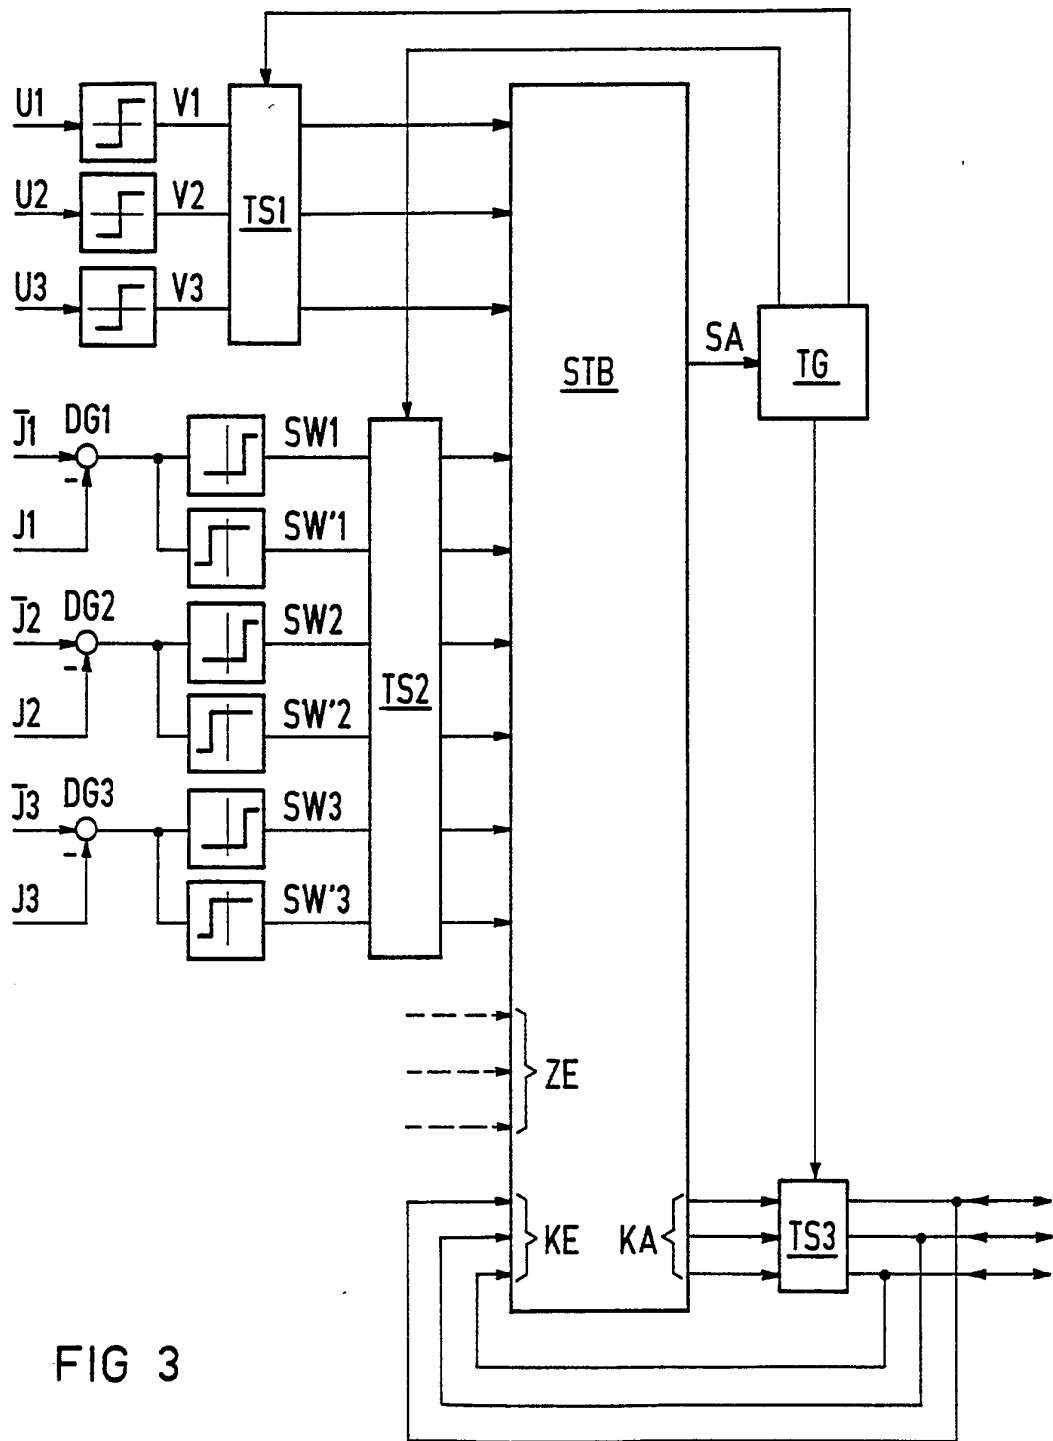 U1 V1
U2 V2 TS1
U3 V3
SA
STB TG
J̅1 DG1 SW1
-
J1 SW'1
J̅2 DG2 SW2
-
TS2
J2 SW'2
J̅3 DG3 SW3
-
J3 SW'3
ZE
KE KA TS3
FIG 3